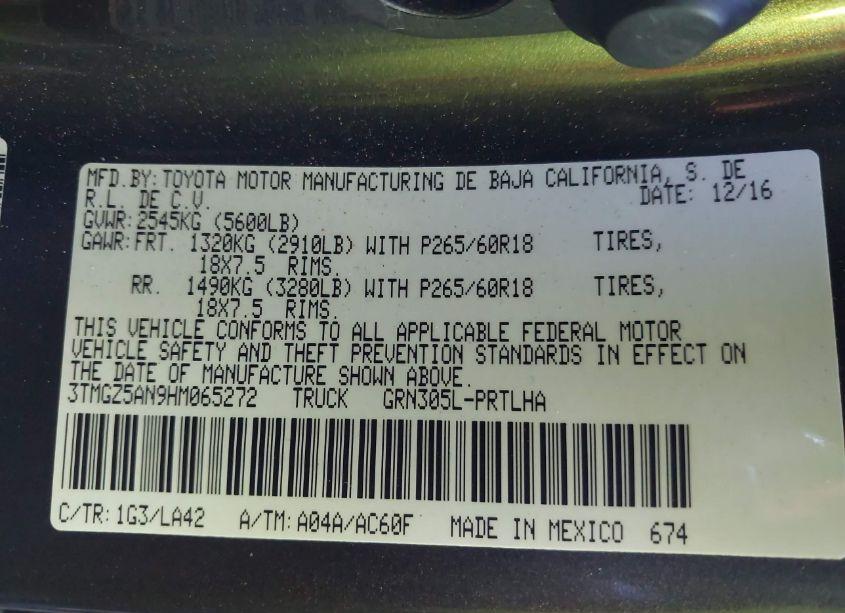 MFD.BY:TOYOTA MOTOR MANUFACTURING DE BAJA CALIFORNIA, S. DE
R.L. DE C.V. DATE: 12/16
GVWR:2545KG (5600LB)
GAWR:FRT. 1320KG (2910LB) WITH P265/60R18 TIRES,
18X7.5 RIMS.
RR. 1490KG (3280LB) WITH P265/60R18 TIRES,
18X7.5 RIMS.
THIS VEHICLE CONFORMS TO ALL APPLICABLE FEDERAL MOTOR
VEHICLE SAFETY AND THEFT PREVENTION STANDARDS IN EFFECT ON
THE DATE OF MANUFACTURE SHOWN ABOVE.
3TMGZ5AN9HM065272 TRUCK GRN305L-PRTLHA
C/TR:1G3/LA42 A/TM:A04A/AC60F MADE IN MEXICO 674